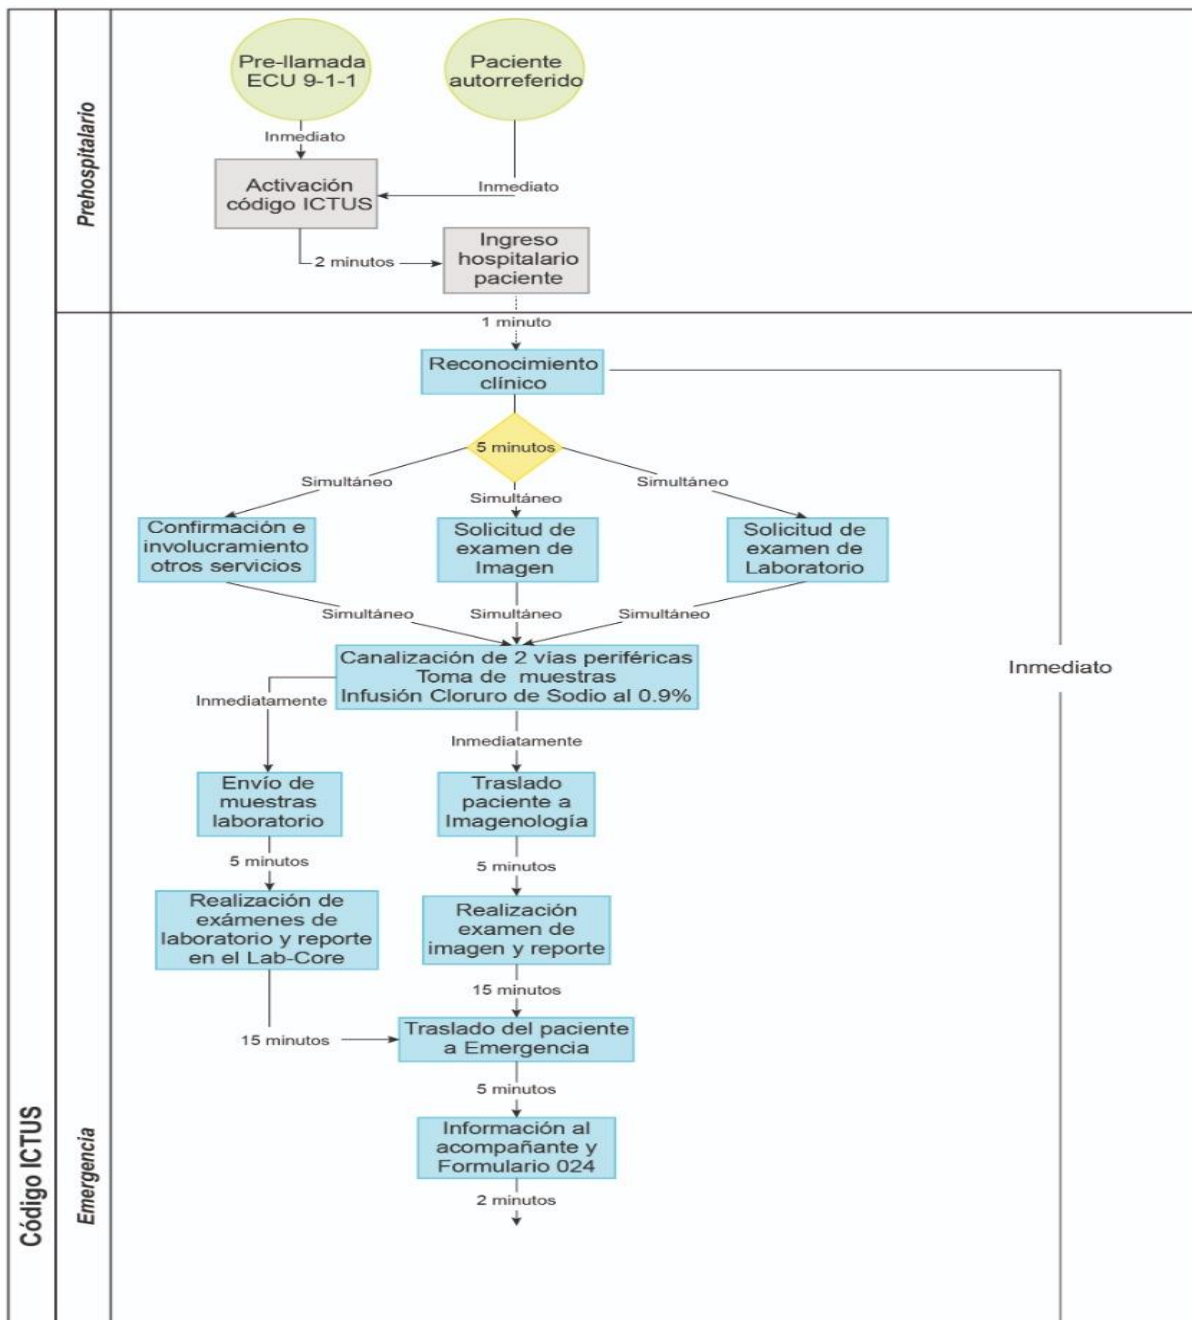 Código ICTUS
Prehospitalario
Pre-llamada
ECU 9-1-1
Paciente
autorreferido
Inmediato
Inmediato
Activación
código ICTUS
2 minutos
Ingreso
hospitalario
paciente
Emergencia
1 minuto
Reconocimiento
clínico
5 minutos
Simultáneo
Simultáneo
Simultáneo
Confirmación e
involucramiento
otros servicios
Solicitud de
examen de
Imagen
Solicitud de
examen de
Laboratorio
Simultáneo
Simultáneo
Simultáneo
Canalización de 2 vías periféricas
Toma de muestras
Infusión Cloruro de Sodio al 0.9%
Inmediato
Inmediatamente
Inmediatamente
Envío de
muestras
laboratorio
Traslado
paciente a
Imagenología
5 minutos
5 minutos
Realización de
exámenes de
laboratorio y reporte
en el Lab-Core
Realización
examen de
imagen y reporte
15 minutos
15 minutos
Traslado del paciente
a Emergencia
5 minutos
Información al
acompañante y
Formulario 024
2 minutos